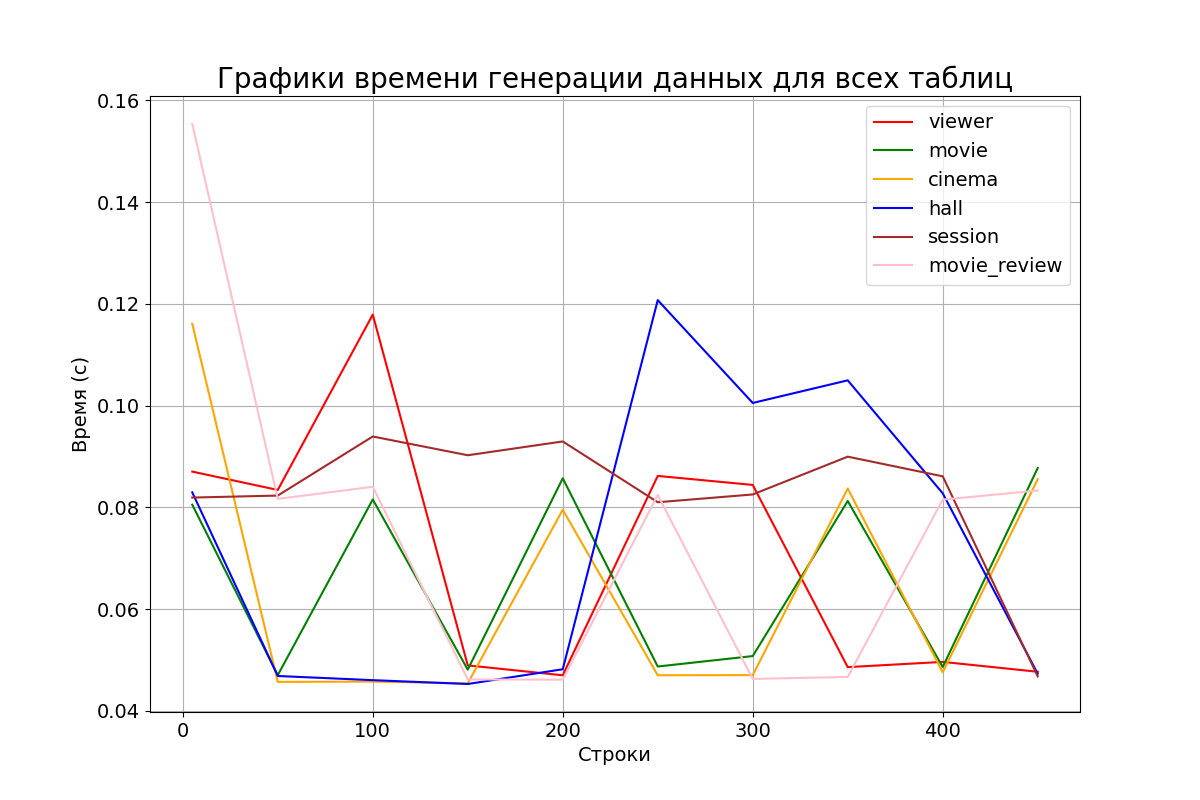 Графики времени генерации данных для всех таблиц
0.16
0.14
0.12
0.10
0.08
0.06
0.04
Время (с)
viewer
movie
cinema
hall
session
movie_review
0 100 200 300 400
Строки